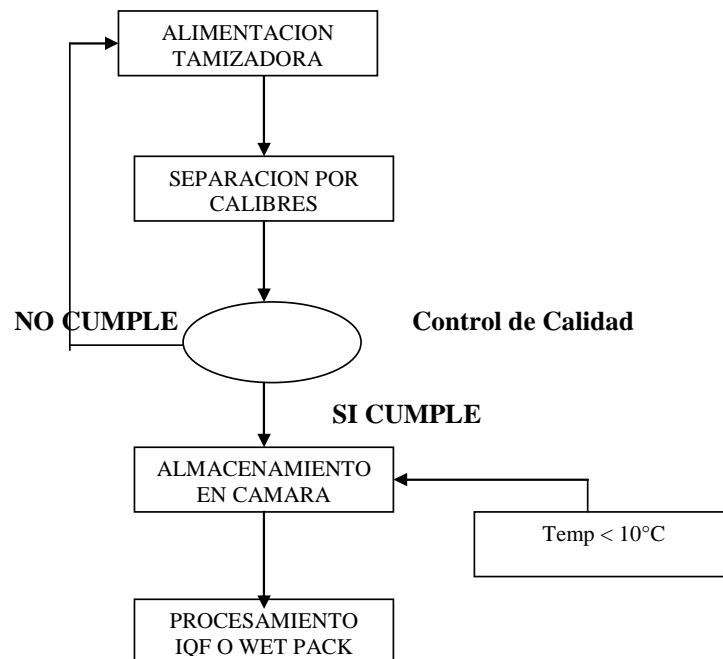 ALIMENTACION
TAMIZADORA
SEPARACION POR
CALIBRES
NO CUMPLE
Control de Calidad
SI CUMPLE
ALMACENAMIENTO
EN CAMARA
Temp < 10°C
PROCESAMIENTO
IQF O WET PACK